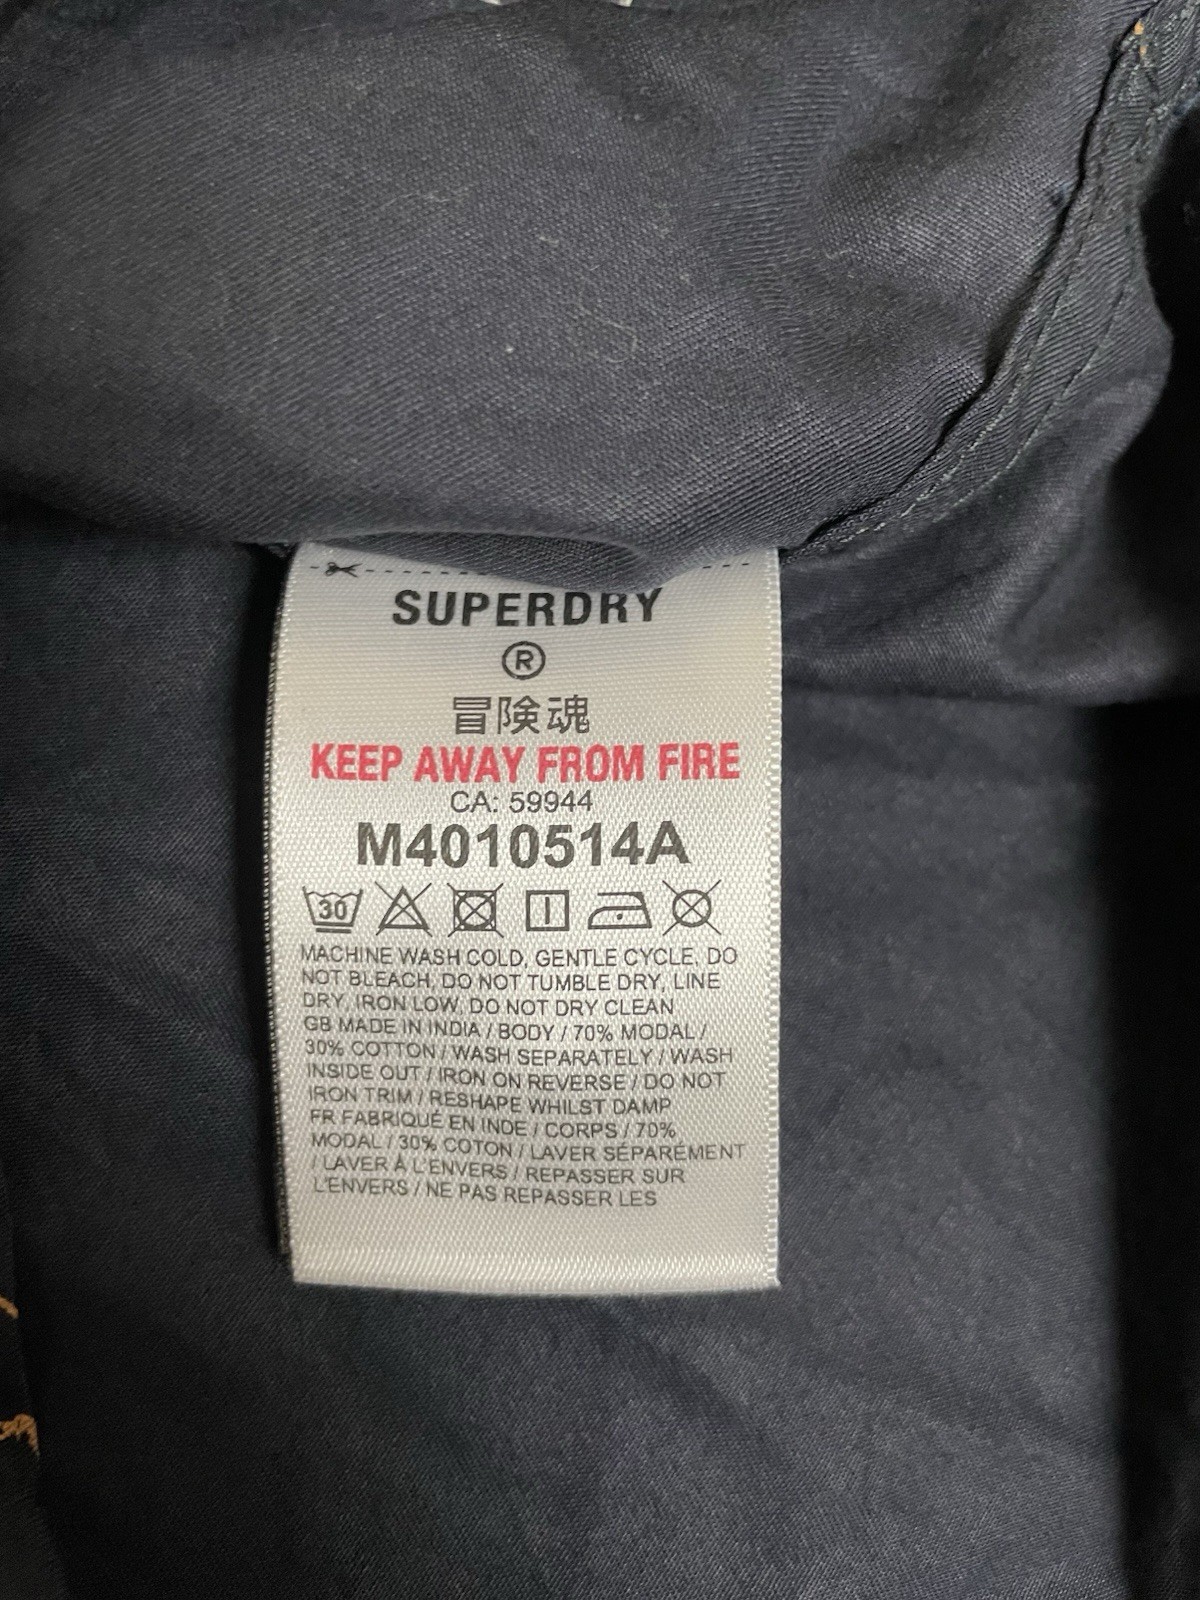 SUPERDRY
®
冒険魂
KEEP AWAY FROM FIRE
CA: 59944
M4010514A
30
MACHINE WASH COLD, GENTLE CYCLE, DO
NOT BLEACH, DO NOT TUMBLE DRY, LINE
DRY, IRON LOW, DO NOT DRY CLEAN
GB MADE IN INDIA / BODY / 70% MODAL /
30% COTTON / WASH SEPARATELY / WASH
INSIDE OUT / IRON ON REVERSE / DO NOT
IRON TRIM / RESHAPE WHILST DAMP
FR FABRIQUÉ EN INDE / CORPS / 70%
MODAL / 30% COTON / LAVER SÉPARÉMENT
/ LAVER À L'ENVERS / REPASSER SUR
L'ENVERS / NE PAS REPASSER LES